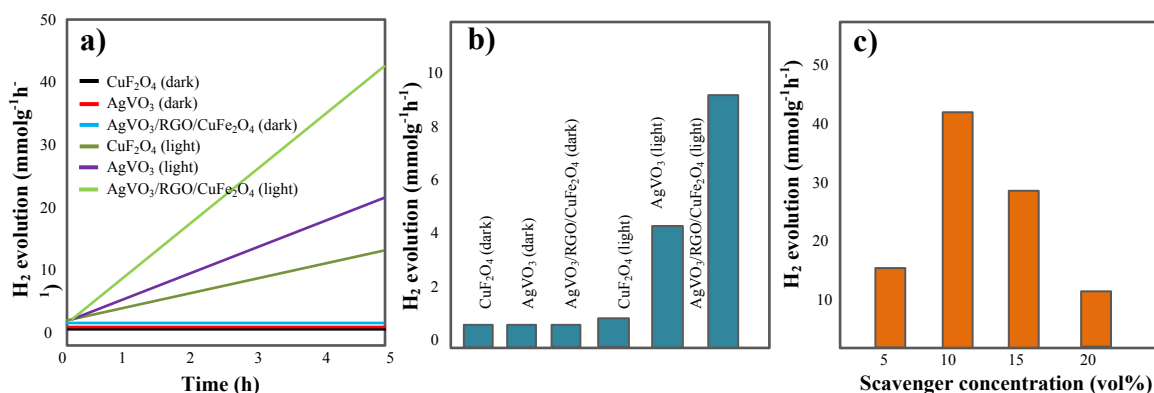 a)
H₂ evolution (mmolg⁻¹h⁻
¹)
50
40
30
20
10
0
CuF₂O₄ (dark)
AgVO₃ (dark)
AgVO₃/RGO/CuFe₂O₄ (dark)
CuF₂O₄ (light)
AgVO₃ (light)
AgVO₃/RGO/CuFe₂O₄ (light)
0 1 2 3 4 5
Time (h)
b)
H₂ evolution (mmolg⁻¹h⁻¹)
10
8
6
4
2
0
CuF₂O₄ (dark)
AgVO₃ (dark)
AgVO₃/RGO/CuFe₂O₄ (dark)
CuF₂O₄ (light)
AgVO₃ (light)
AgVO₃/RGO/CuFe₂O₄ (light)
c)
H₂ evolution (mmolg⁻¹h⁻¹)
50
40
30
20
10
5 10 15 20
Scavenger concentration (vol%)